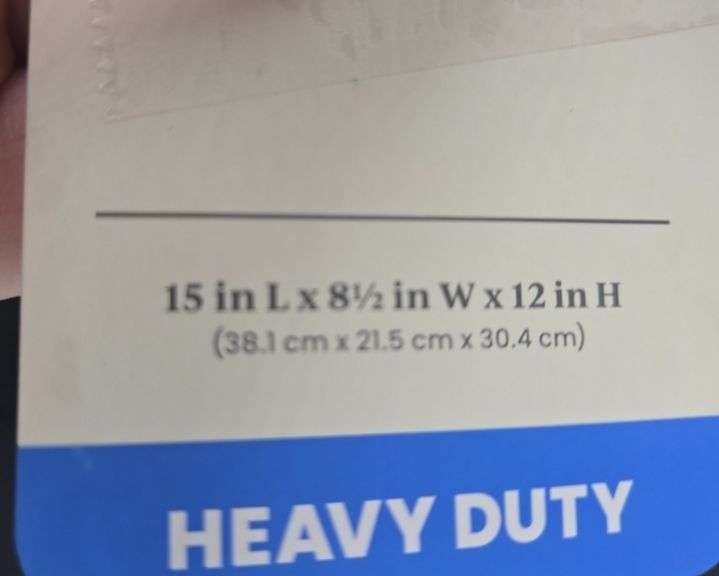 15 in L x 8½ in W x 12 in H
(38.1 cm x 21.5 cm x 30.4 cm)
HEAVY DUTY